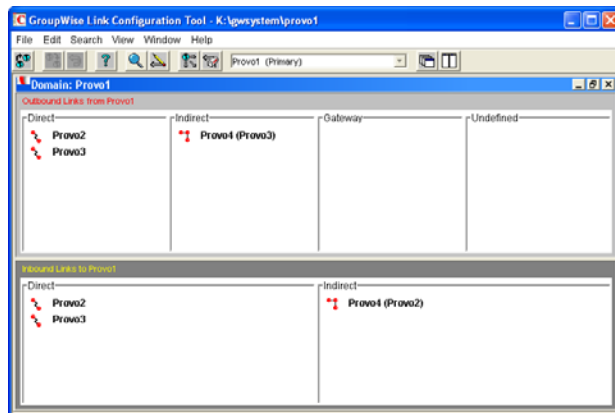 GroupWise Link Configuration Tool - K:\gwsystem\provo1
File Edit Search View Window Help
Provo1 (Primary)
Domain: Provo1
Outbound Links from Provo1
Direct Indirect Gateway Undefined
Provo2 Provo4 (Provo3)
Provo3
Inbound Links to Provo1
Direct Indirect
Provo2 Provo4 (Provo2)
Provo3